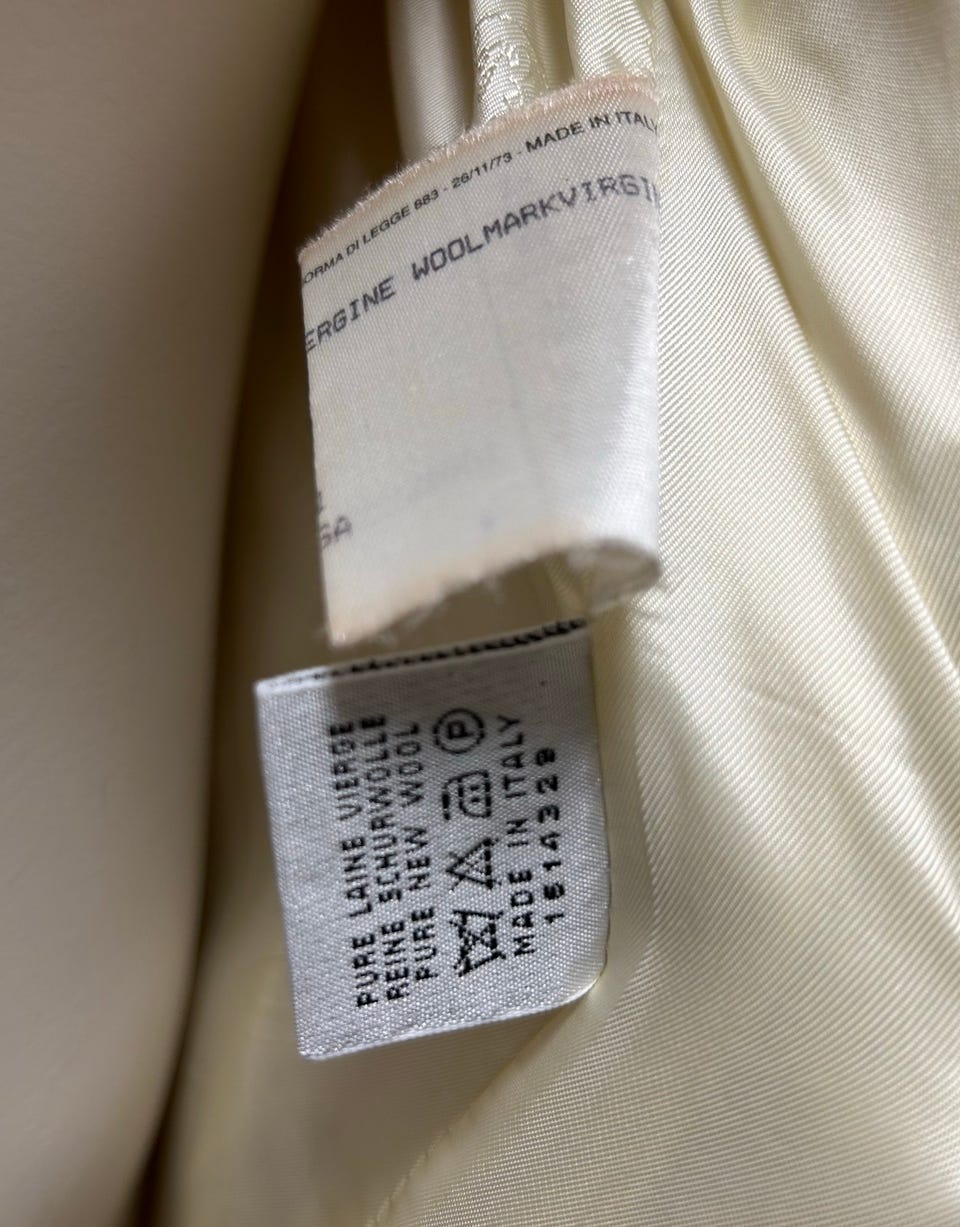 ORMA DI LEGGE 883 - 26/11/73 - MADE IN ITALY
ERGINE WOOLMARKVIRGI
SA
PURE LAINE VIERGE
REINE SCHURWOLLE
PURE NEW WOOL
P
MADE IN ITALY
1514329